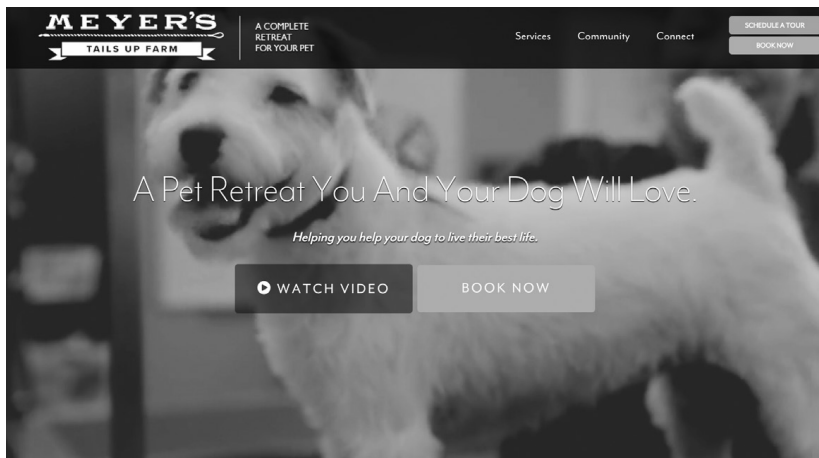 MEYER'S
TAILS UP FARM
A COMPLETE
RETREAT
FOR YOUR PET
Services
Community
Connect
SCHEDULE A TOUR
BOOK NOW
A Pet Retreat You And Your Dog Will Love.
Helping you help your dog to live their best life.
WATCH VIDEO
BOOK NOW